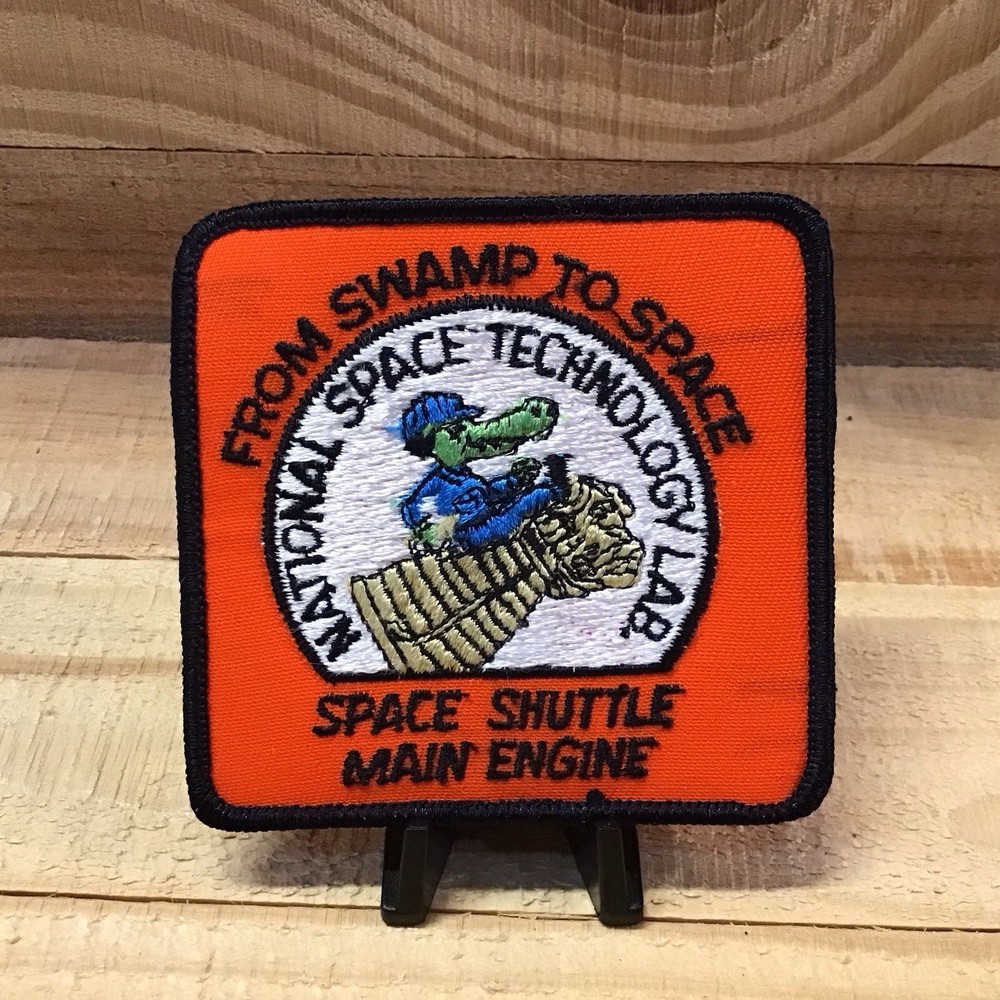 FROM SWAMP TO SPACE
NATIONAL SPACE TECHNOLOGY LAB
SPACE SHUTTLE
MAIN ENGINE